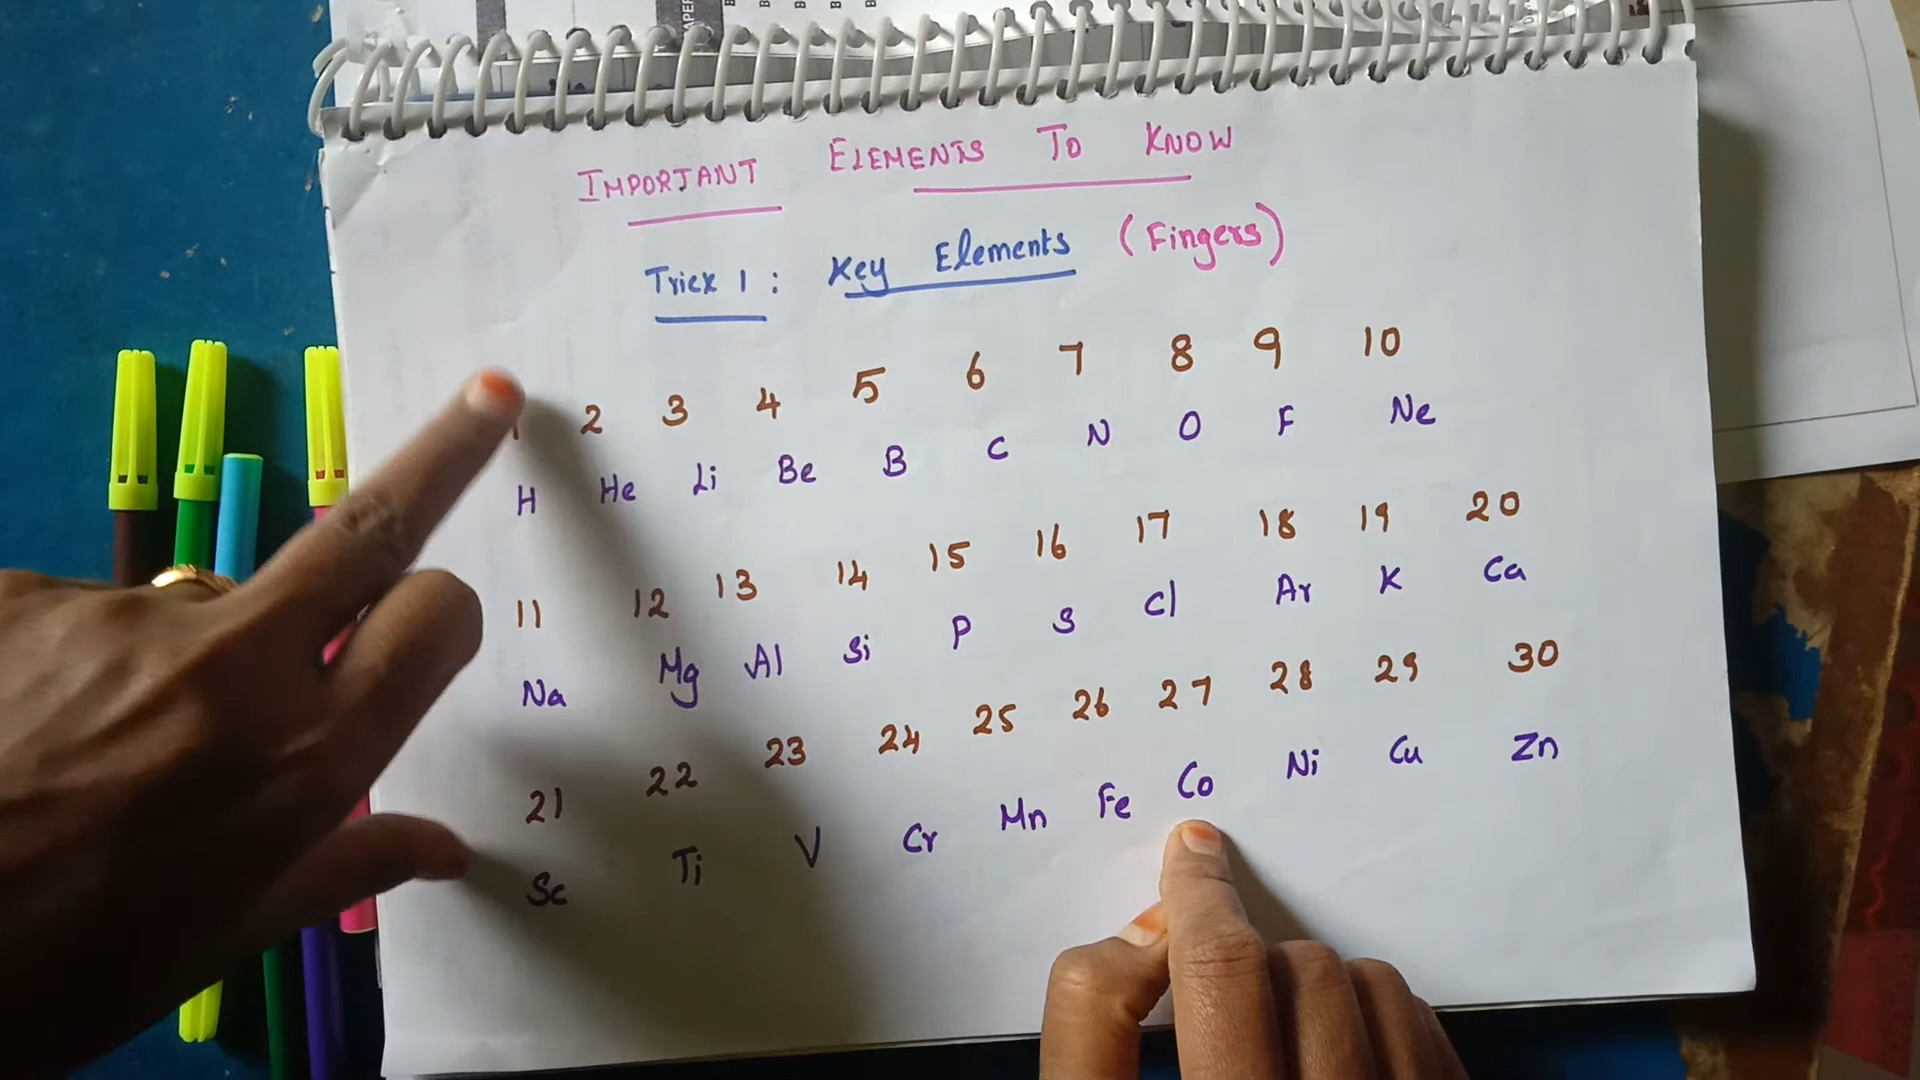 IMPORTANT ELEMENTS TO KNOW
Trick 1 : Key Elements (Fingers)
1 2 3 4 5 6 7 8 9 10
H He Li Be B C N O F Ne
11 12 13 14 15 16 17 18 19 20
Na Mg Al Si P S Cl Ar K Ca
21 22 23 24 25 26 27 28 29 30
Sc Ti V Cr Mn Fe Co Ni Cu Zn